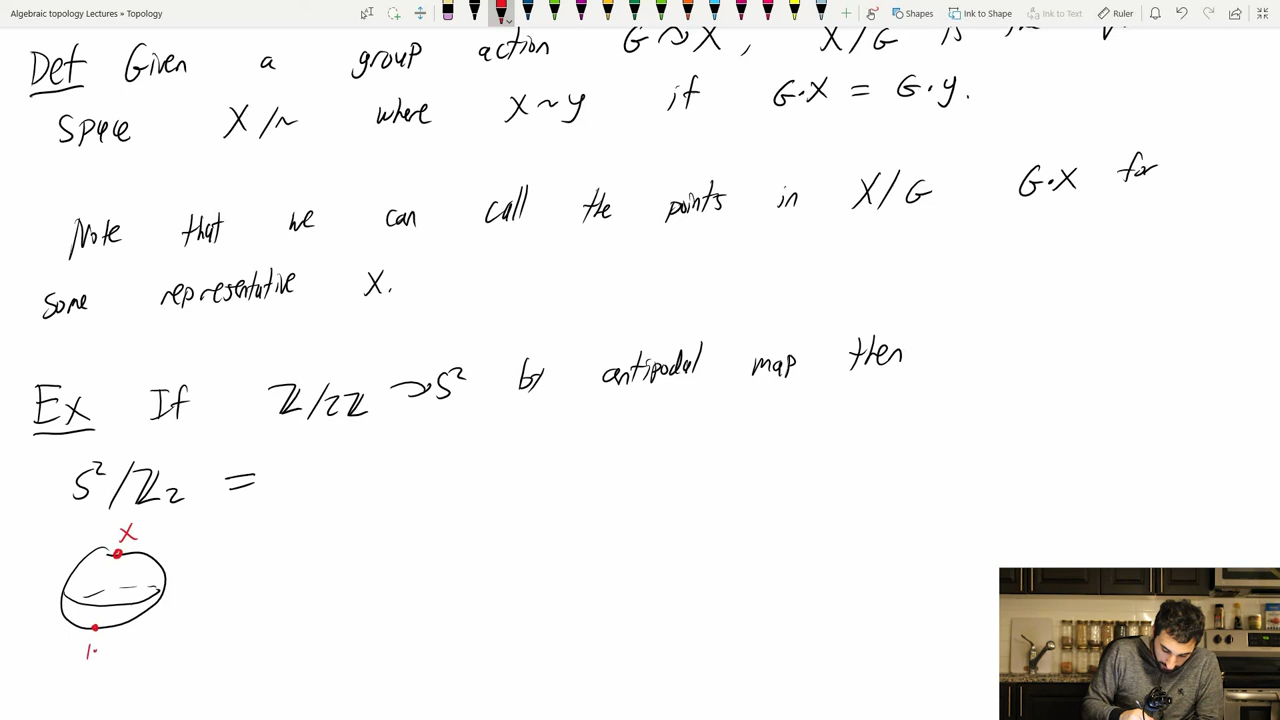 Algebraic topology Lectures – Topology
Shapes Ink to Shape Ink to Text Ruler
Def Given a group action G ↷ X, X/G is
Space X/~ where x~y if G·x = G·y.
Note that we can call the points in X/G G·x for
some representative x.
Ex If ℤ/2ℤ ↷ S² by antipodal map then
S²/ℤ₂ =
x
1·